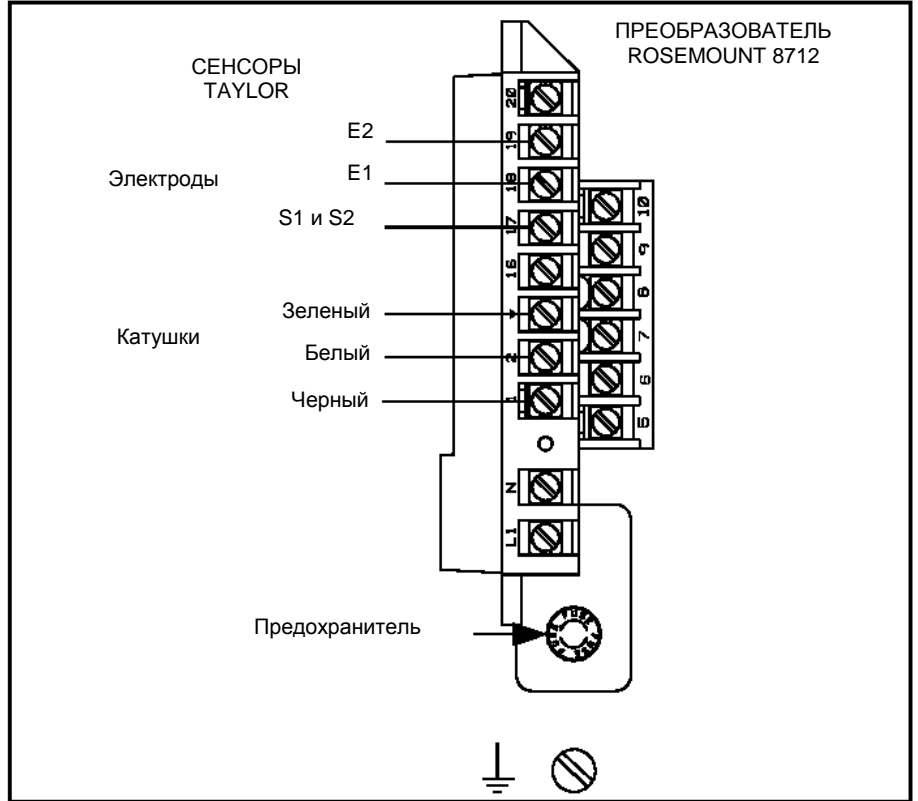 ПРЕОБРАЗОВАТЕЛЬ
ROSEMOUNT 8712
СЕНСОРЫ
TAYLOR
20
E2
19
Электроды
E1
18
10
S1 и S2
17
9
16
8
Зеленый
Катушки
7
Белый
2
6
Черный
1
5
N
L1
Предохранитель
FUSE